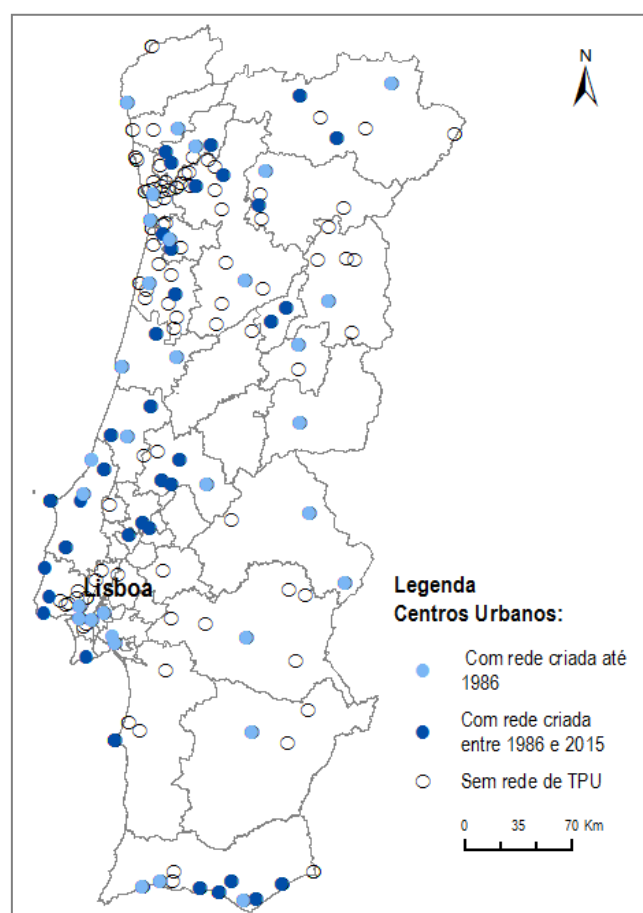 N
Lisboa
Legenda
Centros Urbanos:
Com rede criada até
1986
Com rede criada
entre 1986 e 2015
Sem rede de TPU
0 35 70 Km